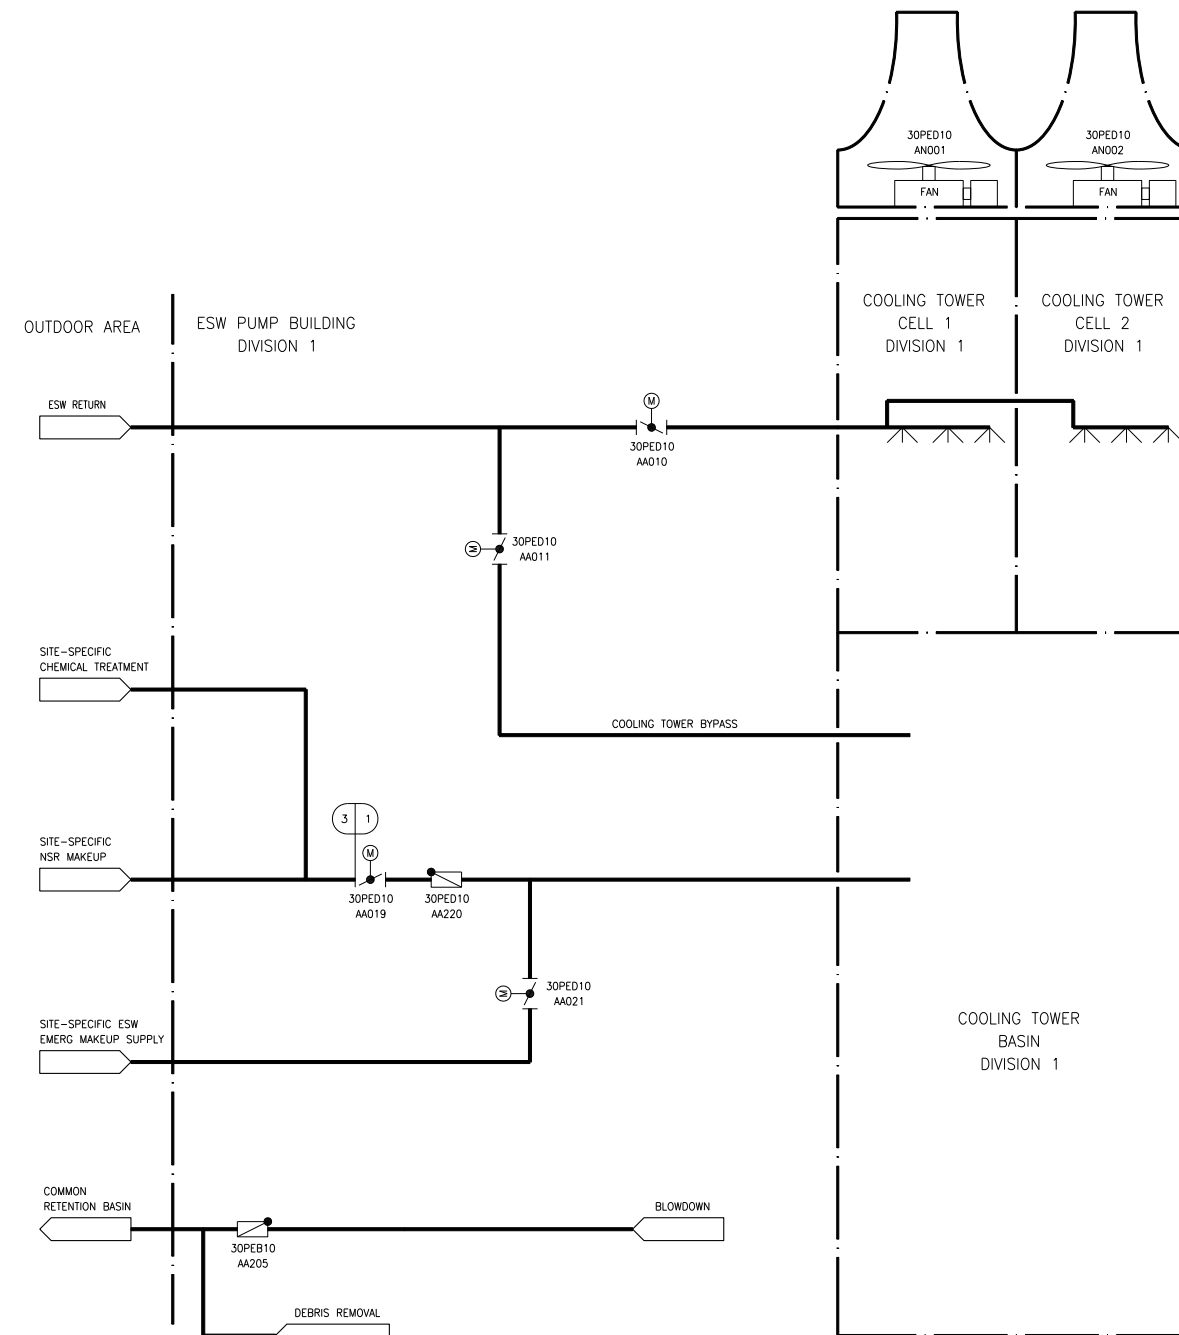 30PED10
AN001
30PED10
AN002
FAN
FAN
OUTDOOR AREA
ESW PUMP BUILDING
DIVISION 1
COOLING TOWER
CELL 1
DIVISION 1
COOLING TOWER
CELL 2
DIVISION 1
ESW RETURN
M
30PED10
AA010
M
30PED10
AA011
SITE-SPECIFIC
CHEMICAL TREATMENT
COOLING TOWER BYPASS
3 1
SITE-SPECIFIC
NSR MAKEUP
M
30PED10
AA019
30PED10
AA220
M
30PED10
AA021
SITE-SPECIFIC ESW
EMERG MAKEUP SUPPLY
COOLING TOWER
BASIN
DIVISION 1
COMMON
RETENTION BASIN
BLOWDOWN
30PEB10
AA205
DEBRIS REMOVAL